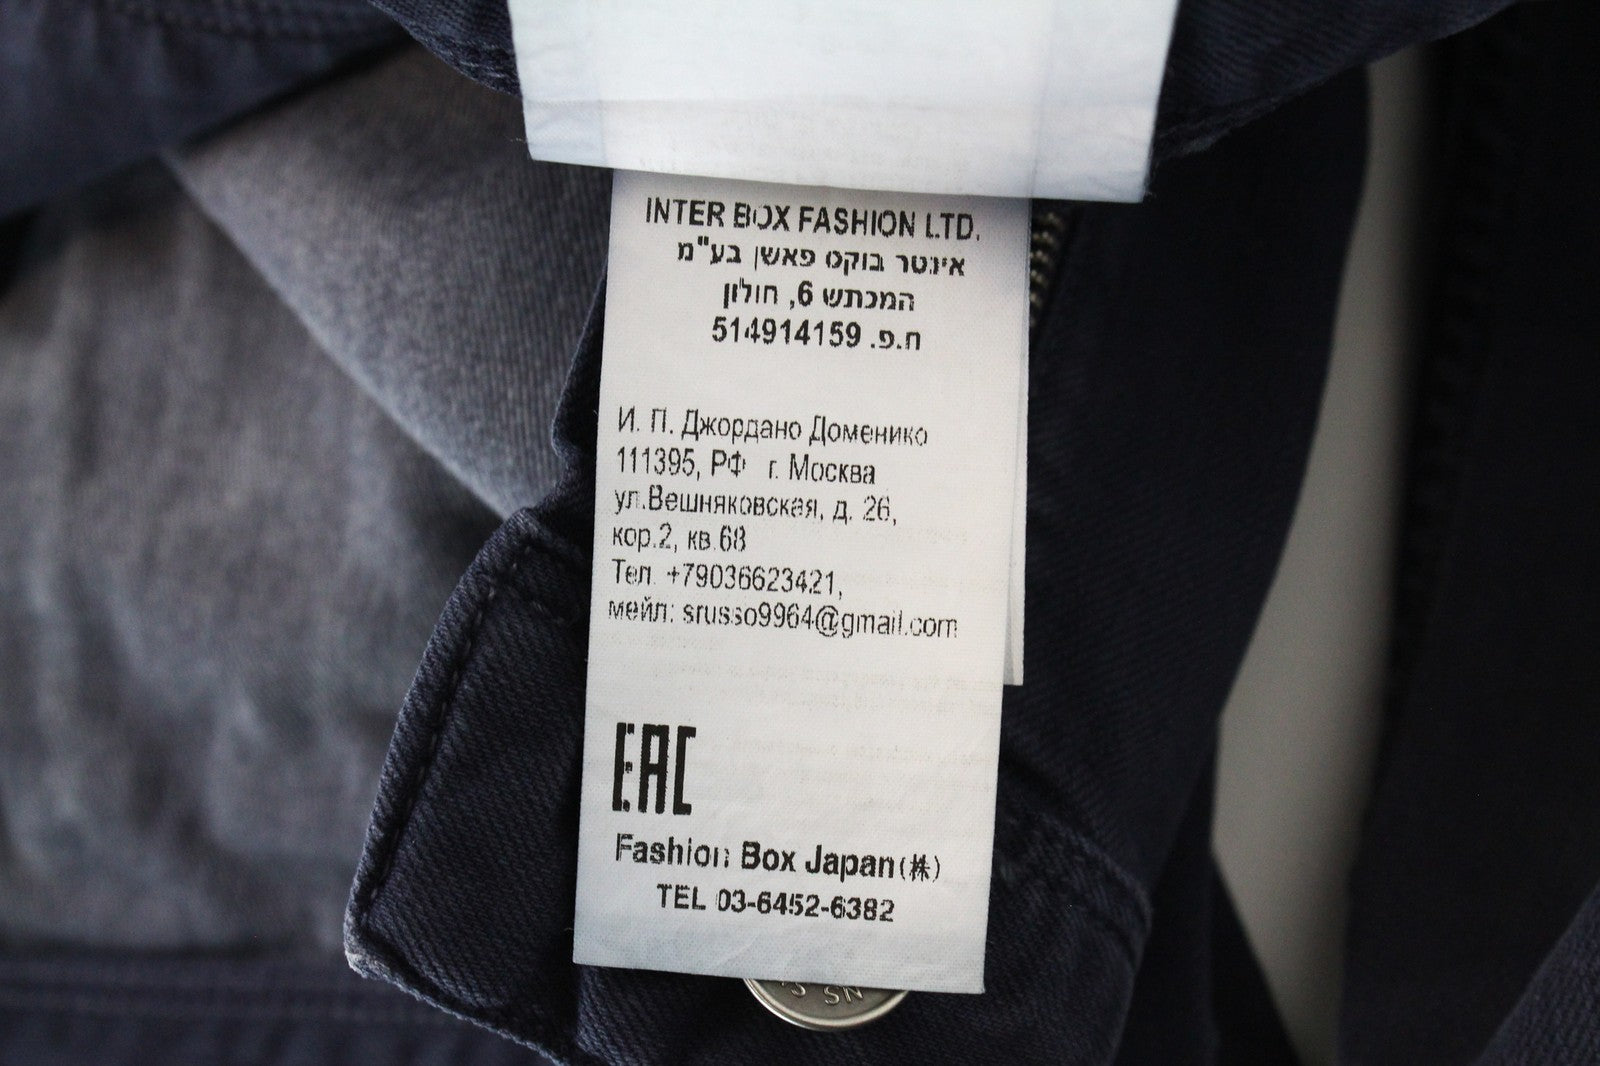 INTER BOX FASHION LTD.
אינטר בוקס פאשן בע"מ
המכתש 6, חולון
ח.פ. 514914159
И. П. Джордано Доменико
111395, РФ г. Москва
ул.Вешняковская, д. 26,
кор.2, кв.68
Тел. +79036623421,
мейл: srusso9964@gmail.com
EAC
Fashion Box Japan(株)
TEL 03-6452-6382